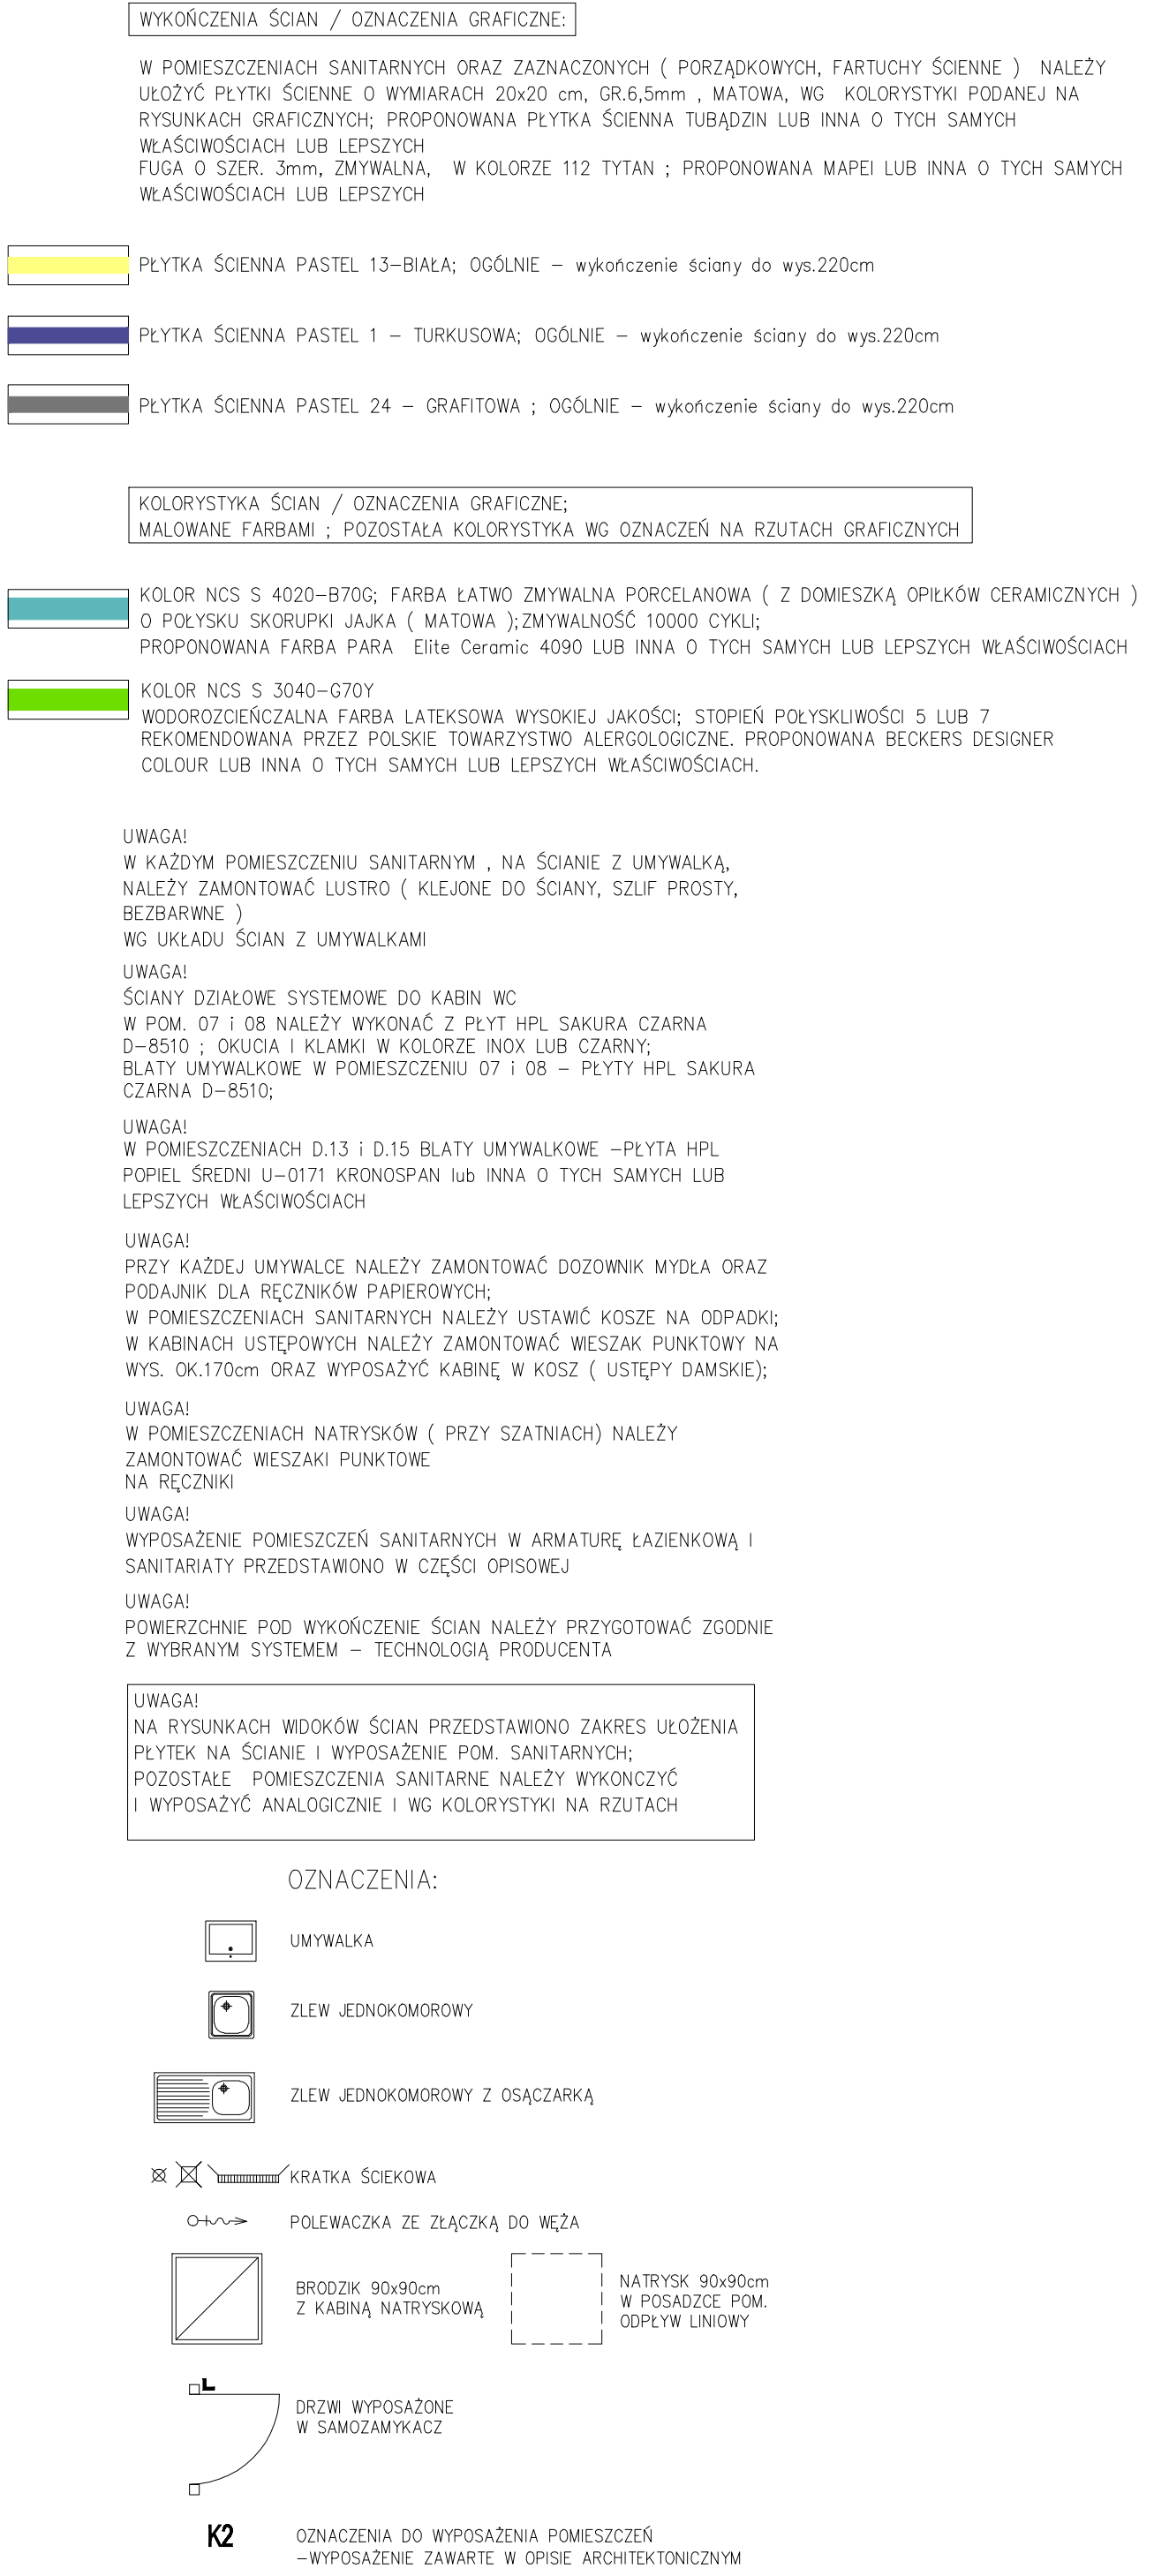 WYKOŃCZENIA ŚCIAN / OZNACZENIA GRAFICZNE:
W POMIESZCZENIACH SANITARNYCH ORAZ ZAZNACZONYCH ( PORZĄDKOWYCH, FARTUCHY ŚCIENNE ) NALEŻY
UŁOŻYĆ PŁYTKI ŚCIENNE O WYMIARACH 20x20 cm, GR.6,5mm , MATOWA, WG KOLORYSTYKI PODANEJ NA
RYSUNKACH GRAFICZNYCH; PROPONOWANA PŁYTKA ŚCIENNA TUBĄDZIN LUB INNA O TYCH SAMYCH
WŁAŚCIWOŚCIACH LUB LEPSZYCH
FUGA O SZER. 3mm, ZMYWALNA, W KOLORZE 112 TYTAN ; PROPONOWANA MAPEI LUB INNA O TYCH SAMYCH
WŁAŚCIWOŚCIACH LUB LEPSZYCH
PŁYTKA ŚCIENNA PASTEL 13-BIAŁA; OGÓLNIE - wykończenie ściany do wys.220cm
PŁYTKA ŚCIENNA PASTEL 1 - TURKUSOWA; OGÓLNIE - wykończenie ściany do wys.220cm
PŁYTKA ŚCIENNA PASTEL 24 - GRAFITOWA ; OGÓLNIE - wykończenie ściany do wys.220cm
KOLORYSTYKA ŚCIAN / OZNACZENIA GRAFICZNE;
MALOWANE FARBAMI ; POZOSTAŁA KOLORYSTYKA WG OZNACZEŃ NA RZUTACH GRAFICZNYCH
KOLOR NCS S 4020-B70G; FARBA ŁATWO ZMYWALNA PORCELANOWA ( Z DOMIESZKĄ OPIŁKÓW CERAMICZNYCH )
O POŁYSKU SKORUPKI JAJKA ( MATOWA ); ZMYWALNOŚĆ 10000 CYKLI;
PROPONOWANA FARBA PARA Elite Ceramic 4090 LUB INNA O TYCH SAMYCH LUB LEPSZYCH WŁAŚCIWOŚCIACH
KOLOR NCS S 3040-G70Y
WODOROZCIEŃCZALNA FARBA LATEKSOWA WYSOKIEJ JAKOŚCI; STOPIEŃ POŁYSKLIWOŚCI 5 LUB 7
REKOMENDOWANA PRZEZ POLSKIE TOWARZYSTWO ALERGOLOGICZNE. PROPONOWANA BECKERS DESIGNER
COLOUR LUB INNA O TYCH SAMYCH LUB LEPSZYCH WŁAŚCIWOŚCIACH.
UWAGA!
W KAŻDYM POMIESZCZENIU SANITARNYM , NA ŚCIANIE Z UMYWALKĄ,
NALEŻY ZAMONTOWAĆ LUSTRO ( KLEJONE DO ŚCIANY, SZLIF PROSTY,
BEZBARWNE )
WG UKŁADU ŚCIAN Z UMYWALKAMI
UWAGA!
ŚCIANY DZIAŁOWE SYSTEMOWE DO KABIN WC
W POM. 07 i 08 NALEŻY WYKONAĆ Z PŁYT HPL SAKURA CZARNA
D-8510 ; OKUCIA I KLAMKI W KOLORZE INOX LUB CZARNY;
BLATY UMYWALKOWE W POMIESZCZENIU 07 i 08 - PŁYTY HPL SAKURA
CZARNA D-8510;
UWAGA!
W POMIESZCZENIACH D.13 i D.15 BLATY UMYWALKOWE -PŁYTA HPL
POPIEL ŚREDNI U-0171 KRONOSPAN lub INNA O TYCH SAMYCH LUB
LEPSZYCH WŁAŚCIWOŚCIACH
UWAGA!
PRZY KAŻDEJ UMYWALCE NALEŻY ZAMONTOWAĆ DOZOWNIK MYDŁA ORAZ
PODAJNIK DLA RĘCZNIKÓW PAPIEROWYCH;
W POMIESZCZENIACH SANITARNYCH NALEŻY USTAWIĆ KOSZE NA ODPADKI;
W KABINACH USTĘPOWYCH NALEŻY ZAMONTOWAĆ WIESZAK PUNKTOWY NA
WYS. OK.170cm ORAZ WYPOSAŻYĆ KABINĘ W KOSZ ( USTĘPY DAMSKIE);
UWAGA!
W POMIESZCZENIACH NATRYSKÓW ( PRZY SZATNIACH) NALEŻY
ZAMONTOWAĆ WIESZAKI PUNKTOWE
NA RĘCZNIKI
UWAGA!
WYPOSAŻENIE POMIESZCZEŃ SANITARNYCH W ARMATURĘ ŁAZIENKOWĄ I
SANITARIATY PRZEDSTAWIONO W CZĘŚCI OPISOWEJ
UWAGA!
POWIERZCHNIE POD WYKOŃCZENIE ŚCIAN NALEŻY PRZYGOTOWAĆ ZGODNIE
Z WYBRANYM SYSTEMEM - TECHNOLOGIĄ PRODUCENTA
UWAGA!
NA RYSUNKACH WIDOKÓW ŚCIAN PRZEDSTAWIONO ZAKRES UŁOŻENIA
PŁYTEK NA ŚCIANIE I WYPOSAŻENIE POM. SANITARNYCH;
POZOSTAŁE POMIESZCZENIA SANITARNE NALEŻY WYKONCZYĆ
I WYPOSAŻYĆ ANALOGICZNIE I WG KOLORYSTYKI NA RZUTACH
OZNACZENIA:
UMYWALKA
ZLEW JEDNOKOMOROWY
ZLEW JEDNOKOMOROWY Z OSĄCZARKĄ
KRATKA ŚCIEKOWA
POLEWACZKA ZE ZŁĄCZKĄ DO WĘŻA
BRODZIK 90x90cm
Z KABINĄ NATRYSKOWĄ
NATRYSK 90x90cm
W POSADZCE POM.
ODPŁYW LINIOWY
DRZWI WYPOSAŻONE
W SAMOZAMYKACZ
K2
OZNACZENIA DO WYPOSAŻENIA POMIESZCZEŃ
-WYPOSAŻENIE ZAWARTE W OPISIE ARCHITEKTONICZNYM